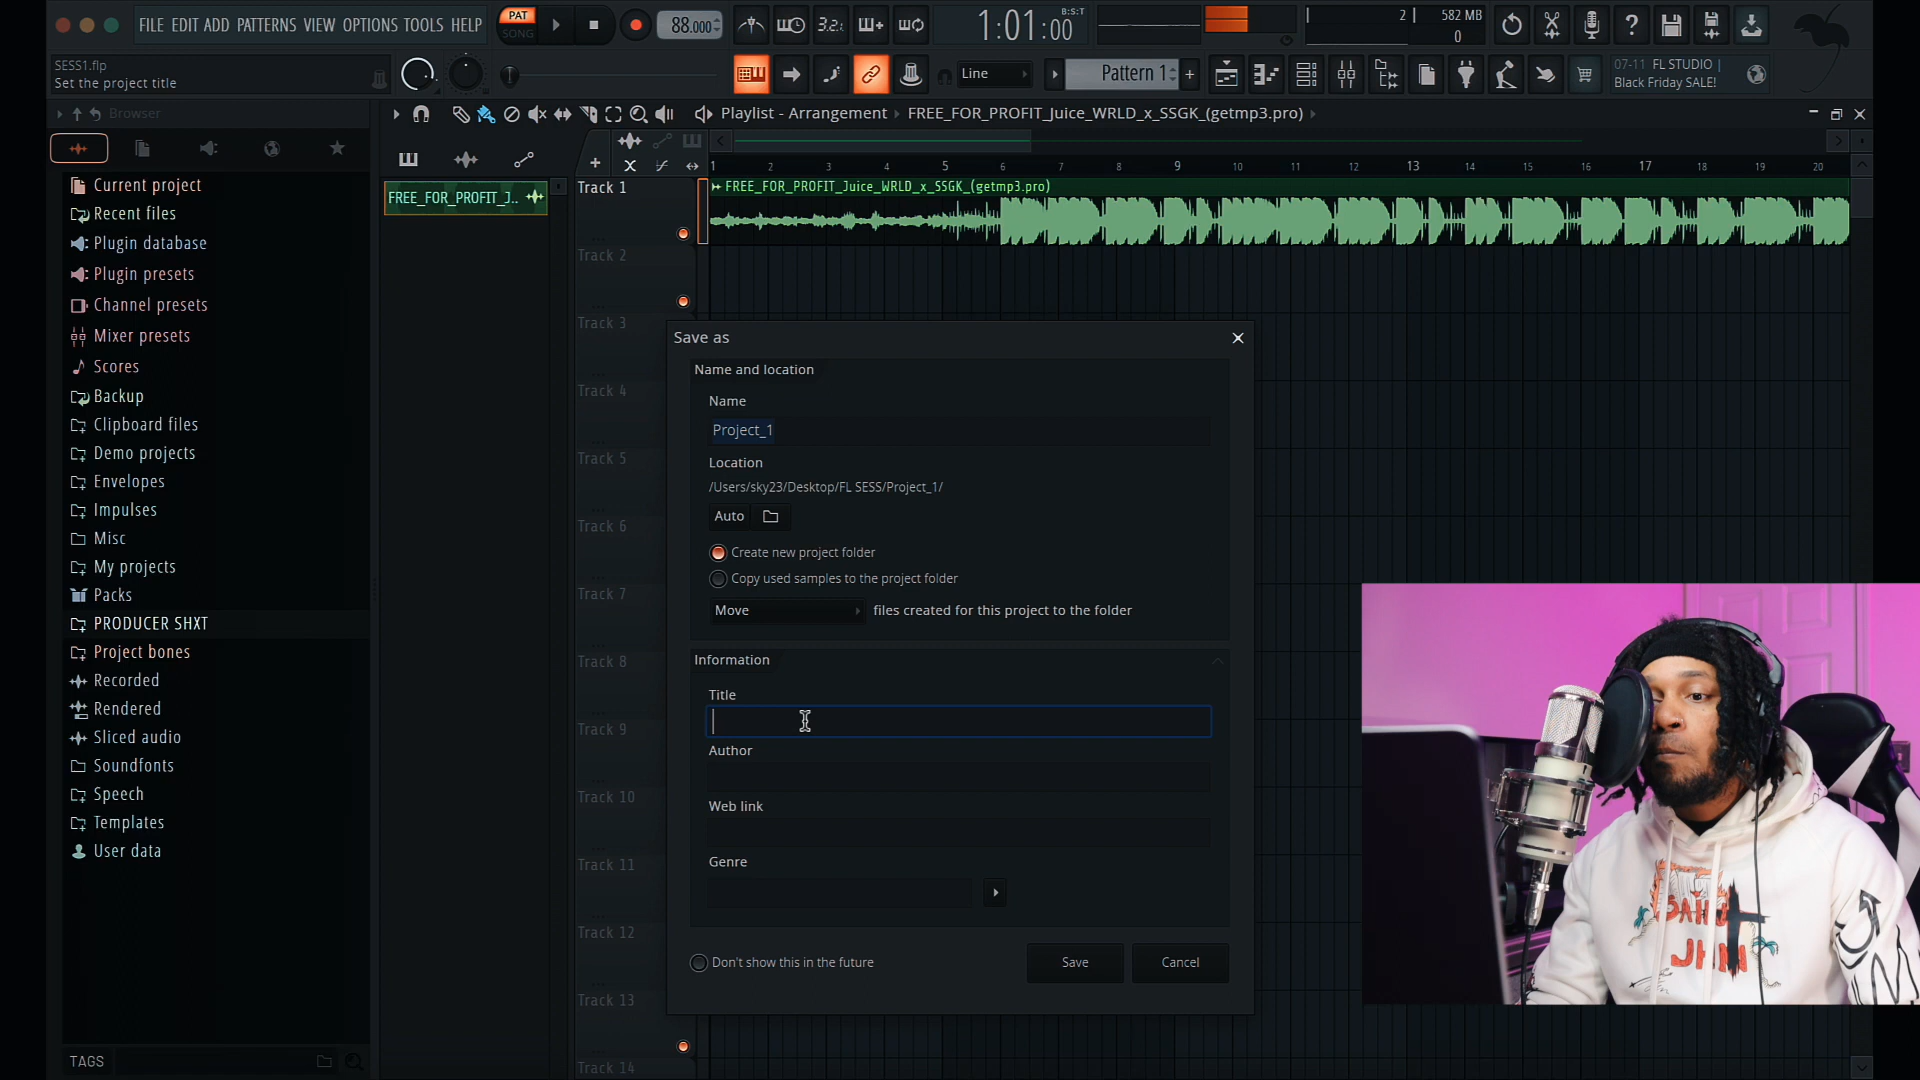 FILE EDIT ADD PATTERNS VIEW OPTIONS TOOLS HELP
PAT
SONG
88.000
3.2.
1:01:00
B:S:T
2
582 MB
0
SESS1.flp
Set the project title
Line
Pattern 1
07-11 FL STUDIO |
Black Friday SALE!
Browser
Playlist - Arrangement › FREE_FOR_PROFIT_Juice_WRLD_x_SSGK_(getmp3.pro) ›
1 2 3 4 5 6 7 8 9 10 11 12 13 14 15 16 17 18 19 20
Current project
Recent files
Plugin database
Plugin presets
Channel presets
Mixer presets
Scores
Backup
Clipboard files
Demo projects
Envelopes
Impulses
Misc
My projects
Packs
PRODUCER SHXT
Project bones
Recorded
Rendered
Sliced audio
Soundfonts
Speech
Templates
User data
TAGS
FREE_FOR_PROFIT_J..
Track 1
FREE_FOR_PROFIT_Juice_WRLD_x_SSGK_(getmp3.pro)
Track 2
Track 3
Track 4
Track 5
Track 6
Track 7
Track 8
Track 9
Track 10
Track 11
Track 12
Track 13
Track 14
Save as
Name and location
Name
Project_1
Location
/Users/sky23/Desktop/FL SESS/Project_1/
Auto
Create new project folder
Copy used samples to the project folder
Move files created for this project to the folder
Information
Title
Author
Web link
Genre
Don't show this in the future
Save
Cancel